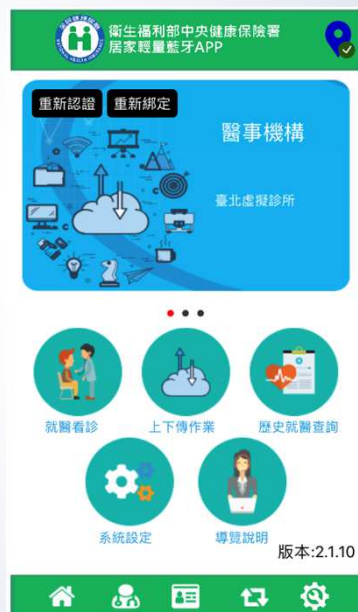 衛生福利部中央健康保險署
居家輕量藍牙APP
重新認證 重新綁定
醫事機構
臺北虛擬診所
就醫看診 上下傳作業 歷史就醫查詢
系統設定 導覽說明
版本:2.1.10